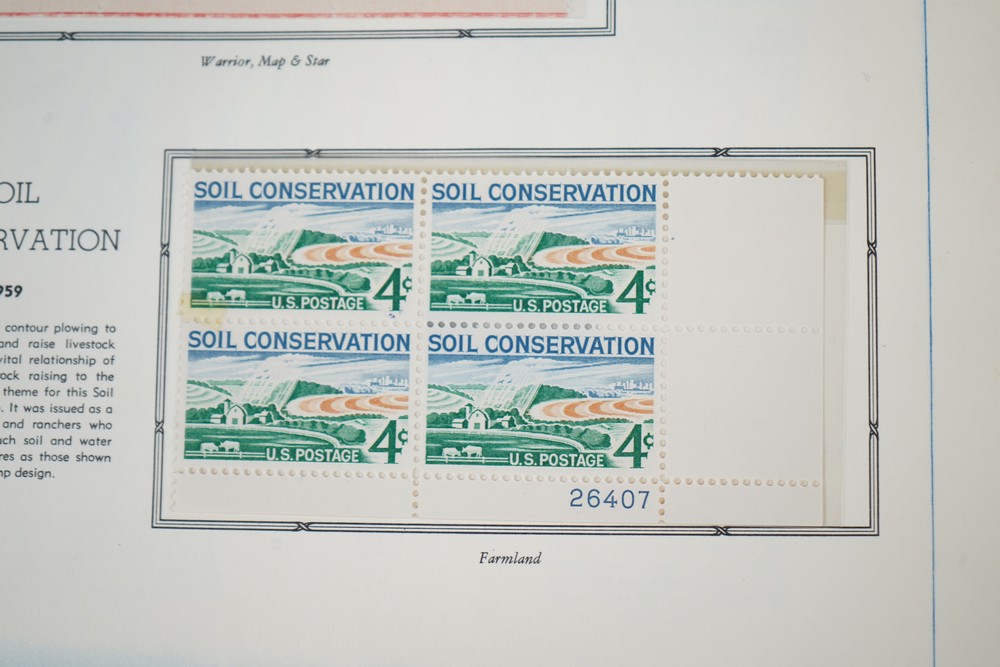 Warrior, Map & Star
OIL
RVATION
959
contour plowing to
and raise livestock
vital relationship of
ock raising to the
theme for this Soil
. It was issued as a
and ranchers who
uch soil and water
res as those shown
mp design.
SOIL CONSERVATION
4¢
U.S. POSTAGE
SOIL CONSERVATION
4¢
U.S. POSTAGE
SOIL CONSERVATION
4¢
U.S. POSTAGE
SOIL CONSERVATION
4¢
U.S. POSTAGE
26407
Farmland